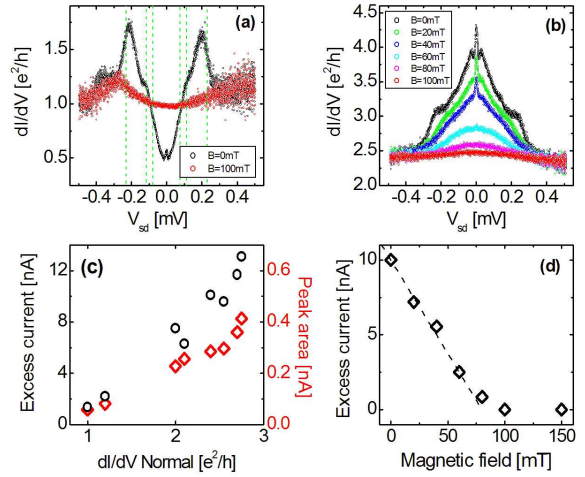 (a)
dI/dV [e²/h]
1.5
1.0
0.5
B=0mT
B=100mT
-0.4 -0.2 0.0 0.2 0.4
V_sd [mV]
(b)
dI/dV [e²/h]
4.5
4.0
3.5
3.0
2.5
2.0
B=0mT
B=20mT
B=40mT
B=60mT
B=80mT
B=100mT
-0.4 -0.2 0.0 0.2 0.4
V_sd [mV]
(c)
Excess current [nA]
12
8
4
0
Peak area [nA]
0.6
0.4
0.2
0.0
1 2 3
dI/dV Normal [e²/h]
(d)
Excess current [nA]
10
5
0
0 50 100 150
Magnetic field [mT]